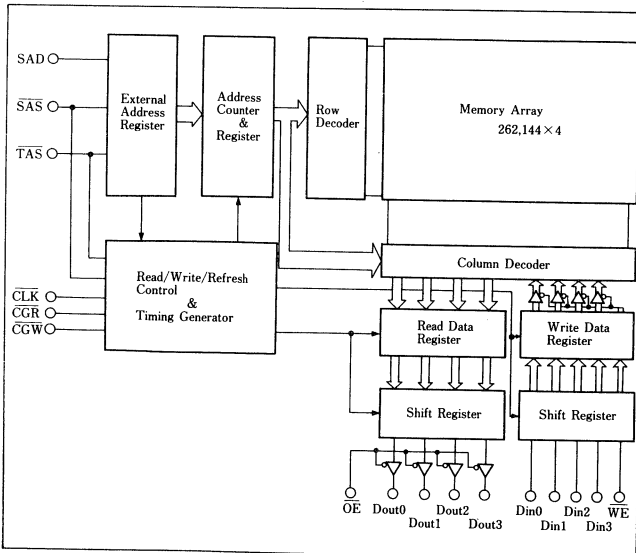 SAD
SAS
TAS
External
Address
Register
Address
Counter
&
Register
Row
Decoder
Memory Array
262,144×4
Column Decoder
Read/Write/Refresh
Control
&
Timing Generator
CLK
CGR
CGW
Read Data
Register
Write Data
Register
Shift Register
Shift Register
OE
Dout0
Dout1
Dout2
Dout3
Din0
Din1
Din2
Din3
WE